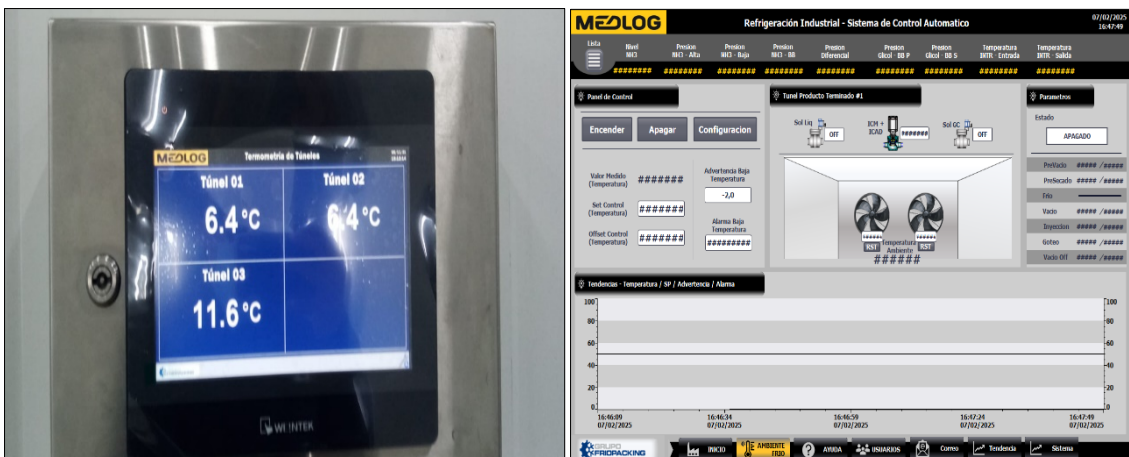 MEDLOG
Termometría de Túneles
Túnel 01
Túnel 02
6.4 °C
6.4 °C
Túnel 03
11.6 °C
WEINTEK
MEDLOG
Refrigeración Industrial - Sistema de Control Automatico
07/02/2025
16:47:49
Lista
Nivel NH3
Presion NH3 - Alta
Presion NH3 - Baja
Presion NH3 - BB
Presion Diferencial
Presion Glicol - BB P
Presion Glicol - BB S
Temperatura INTR - Entrada
Temperatura INTR - Salida
######## ######## ######## ######## ######## ######## ######## ######## ########
Panel de Control
Encender
Apagar
Configuracion
Valor Medido (Temperatura)
#######
Set Control (Temperatura)
#######
Offset Control (Temperatura)
#######
Advertencia Baja Temperatura
-2,0
Alarma Baja Temperatura
#########
Tunel Producto Terminado #1
Sol Liq
Off
ICM + ICAD
#######
Sol GC
Off
######
######
RST
RST
Temperatura Ambiente
######
Parametros
Estado
APAGADO
PreVacio ##### /#####
PreSecado ##### /#####
Frio
Vacio ##### /#####
Inyeccion ##### /#####
Goteo ##### /#####
Vacio Off ##### /#####
Tendencias - Temperatura / SP / Advertencia / Alarma
100
80
60
40
20
0
100
80
60
40
20
0
16:46:09
07/02/2025
16:46:34
07/02/2025
16:46:59
07/02/2025
16:47:24
07/02/2025
16:47:49
07/02/2025
GRUPO FRIOPACKING
INICIO
AMBIENTE FRIO
AYUDA
USUARIOS
Correo
Tendencia
Sistema